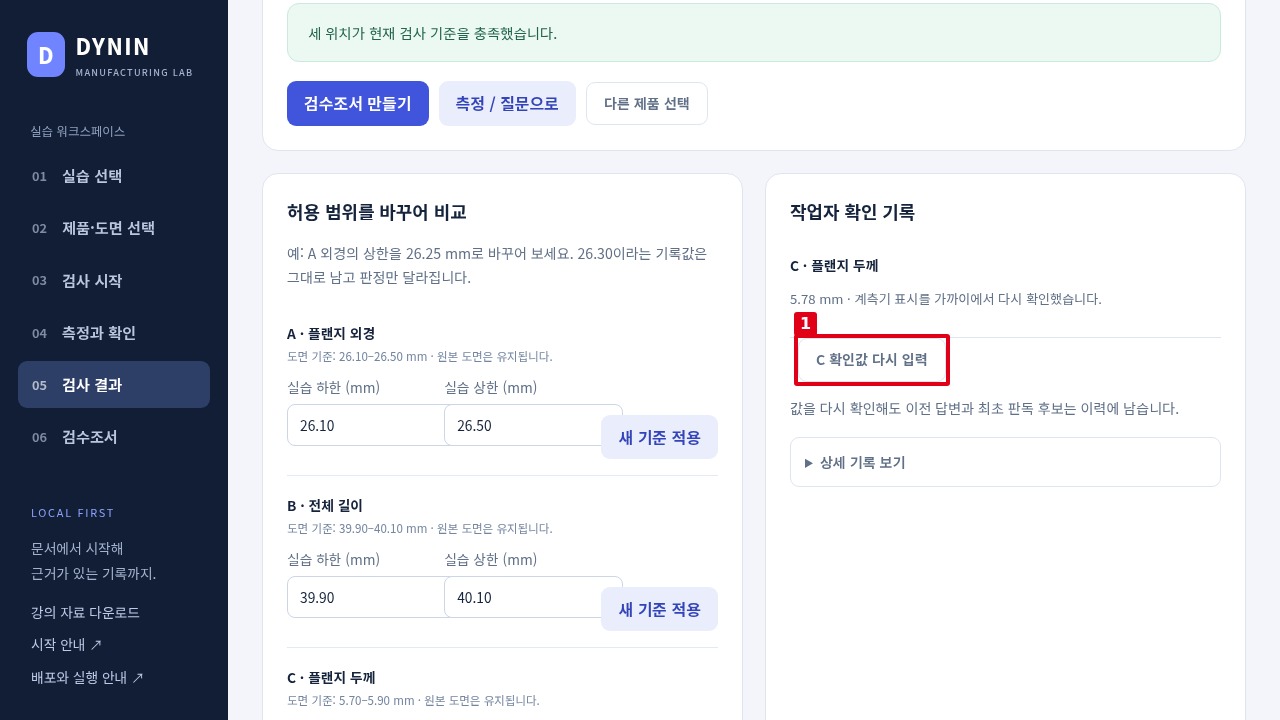 D
DYNIN
MANUFACTURING LAB
실습 워크스페이스
01 실습 선택
02 제품·도면 선택
03 검사 시작
04 측정과 확인
05 검사 결과
06 검수조서
LOCAL FIRST
문서에서 시작해
근거가 있는 기록까지.
강의 자료 다운로드
시작 안내 ↗
배포와 실행 안내 ↗
세 위치가 현재 검사 기준을 충족했습니다.
검수조서 만들기
측정 / 질문으로
다른 제품 선택
허용 범위를 바꾸어 비교
예: A 외경의 상한을 26.25 mm로 바꾸어 보세요. 26.30이라는 기록값은
그대로 남고 판정만 달라집니다.
A · 플랜지 외경
도면 기준: 26.10–26.50 mm · 원본 도면은 유지됩니다.
실습 하한 (mm) 실습 상한 (mm)
26.10 26.50
새 기준 적용
B · 전체 길이
도면 기준: 39.90–40.10 mm · 원본 도면은 유지됩니다.
실습 하한 (mm) 실습 상한 (mm)
39.90 40.10
새 기준 적용
C · 플랜지 두께
도면 기준: 5.70–5.90 mm · 원본 도면은 유지됩니다.
작업자 확인 기록
C · 플랜지 두께
5.78 mm · 계측기 표시를 가까이에서 다시 확인했습니다.
1
C 확인값 다시 입력
값을 다시 확인해도 이전 답변과 최초 판독 후보는 이력에 남습니다.
▶ 상세 기록 보기